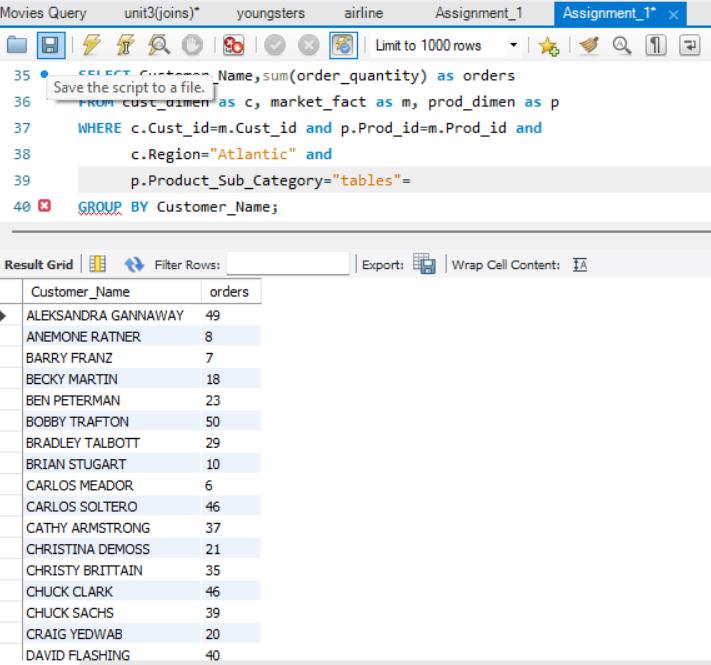 Movies Query unit3(joins)* youngsters airline Assignment_1 Assignment_1* ×
Limit to 1000 rows
35 SELECT Customer_Name,sum(order_quantity) as orders
Save the script to a file.
36 FROM cust_dimen as c, market_fact as m, prod_dimen as p
37 WHERE c.Cust_id=m.Cust_id and p.Prod_id=m.Prod_id and
38 c.Region="Atlantic" and
39 p.Product_Sub_Category="tables"=
40 GROUP BY Customer_Name;
Result Grid Filter Rows: Export: Wrap Cell Content: IA
Customer_Name orders
ALEKSANDRA GANNAWAY 49
ANEMONE RATNER 8
BARRY FRANZ 7
BECKY MARTIN 18
BEN PETERMAN 23
BOBBY TRAFTON 50
BRADLEY TALBOTT 29
BRIAN STUGART 10
CARLOS MEADOR 6
CARLOS SOLTERO 46
CATHY ARMSTRONG 37
CHRISTINA DEMOSS 21
CHRISTY BRITTAIN 35
CHUCK CLARK 46
CHUCK SACHS 39
CRAIG YEDWAB 20
DAVID FLASHING 40